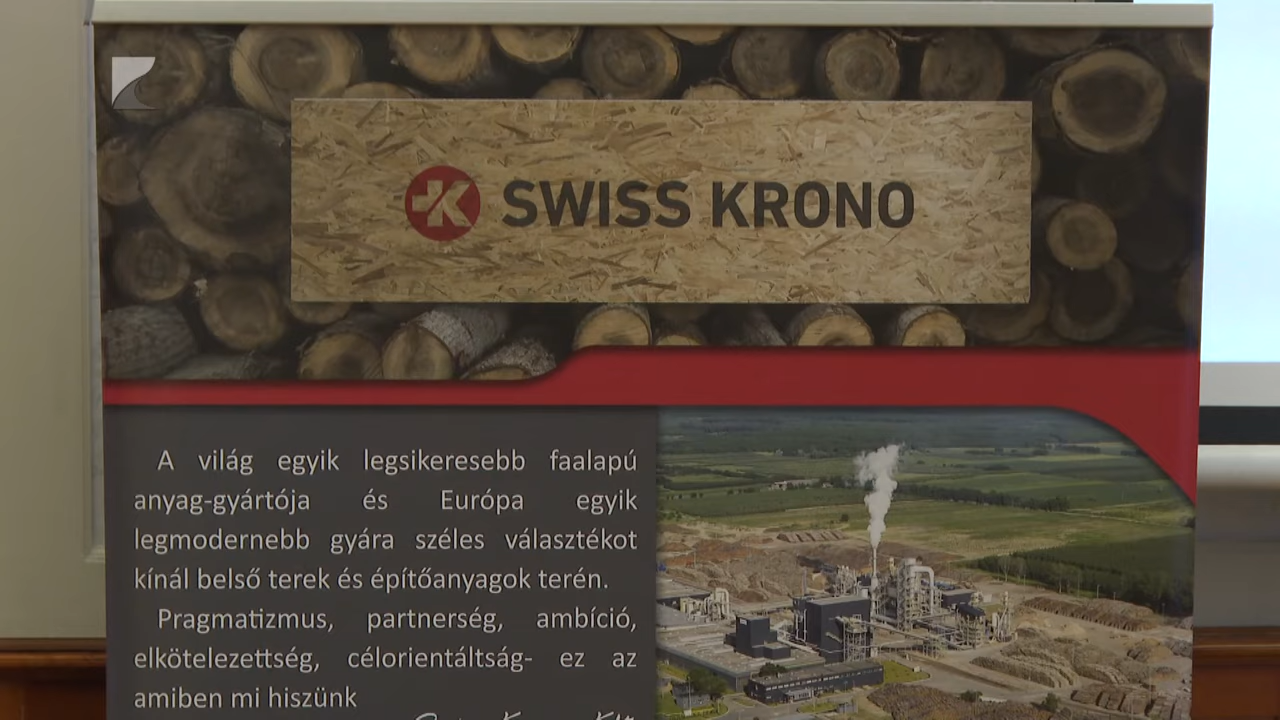 SWISS KRONO
A világ egyik legsikeresebb faalapú
anyag-gyártója és Európa egyik
legmodernebb gyára széles választékot
kínál belső terek és építőanyagok terén.
Pragmatizmus, partnerség, ambíció,
elkötelezettség, célorientáltság- ez az
amiben mi hiszünk